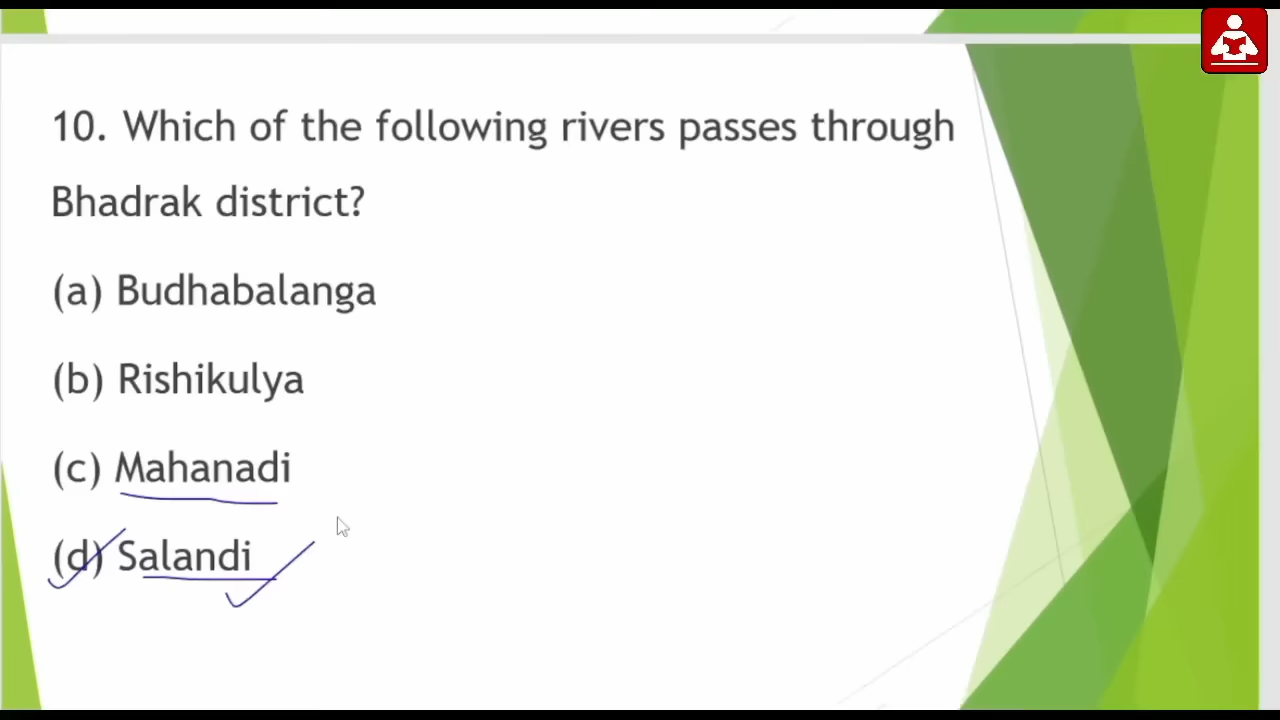 10. Which of the following rivers passes through
Bhadrak district?
(a) Budhabalanga
(b) Rishikulya
(c) Mahanadi
(d) Salandi